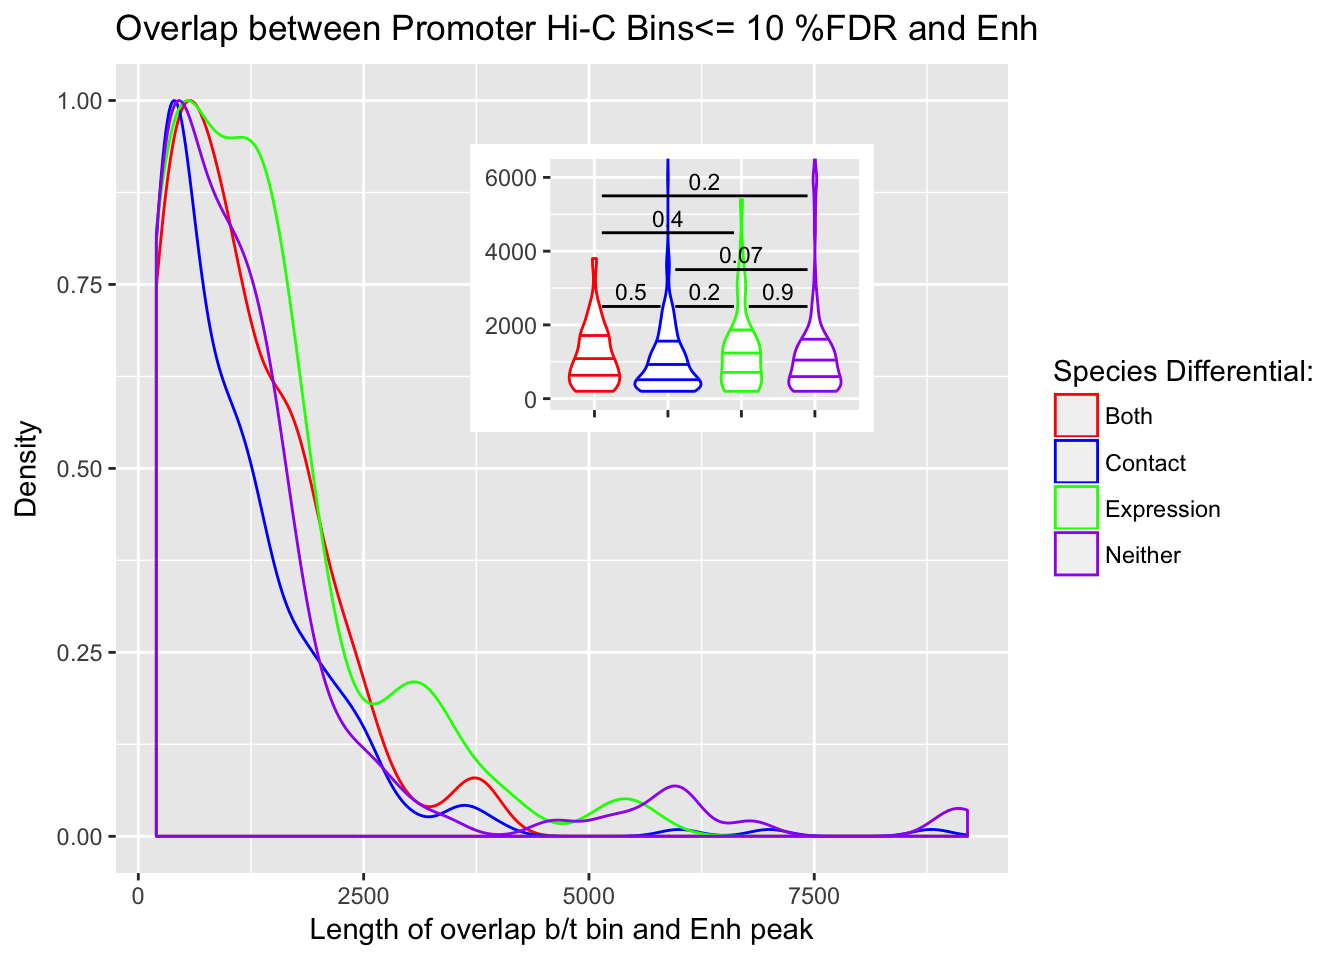 Overlap between Promoter Hi-C Bins<= 10 %FDR and Enh
1.00
0.75
0.50
0.25
0.00
Density
0
2500
5000
7500
Length of overlap b/t bin and Enh peak
6000
4000
2000
0
0.2
0.4
0.07
0.5
0.2
0.9
Species Differential:
Both
Contact
Expression
Neither